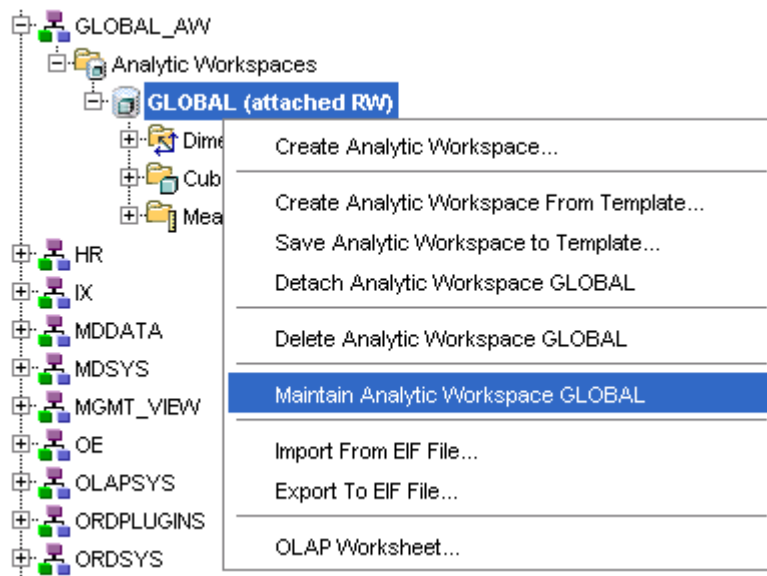 GLOBAL_AW
Analytic Workspaces
GLOBAL (attached RW)
Dime
Cub
Mea
HR
IX
MDDATA
MDSYS
MGMT_VIEW
OE
OLAPSYS
ORDPLUGINS
ORDSYS
Create Analytic Workspace...
Create Analytic Workspace From Template...
Save Analytic Workspace to Template...
Detach Analytic Workspace GLOBAL
Delete Analytic Workspace GLOBAL
Maintain Analytic Workspace GLOBAL
Import From EIF File...
Export To EIF File...
OLAP Worksheet...